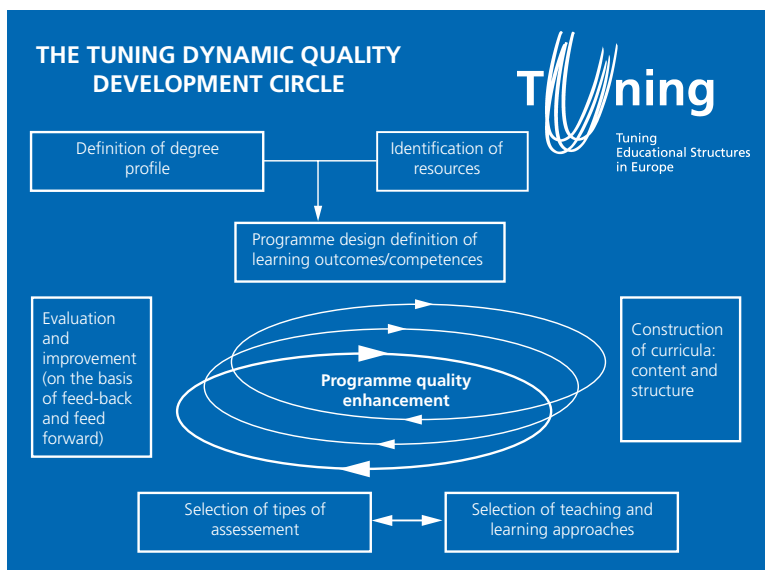 THE TUNING DYNAMIC QUALITY
DEVELOPMENT CIRCLE
Tuning
Tuning
Educational Structures
in Europe
Definition of degree
profile
Identification of
resources
Programme design definition of
learning outcomes/competences
Evaluation
and
improvement
(on the basis
of feed-back
and feed
forward)
Programme quality
enhancement
Construction
of curricula:
content and
structure
Selection of tipes of
assessement
Selection of teaching and
learning approaches